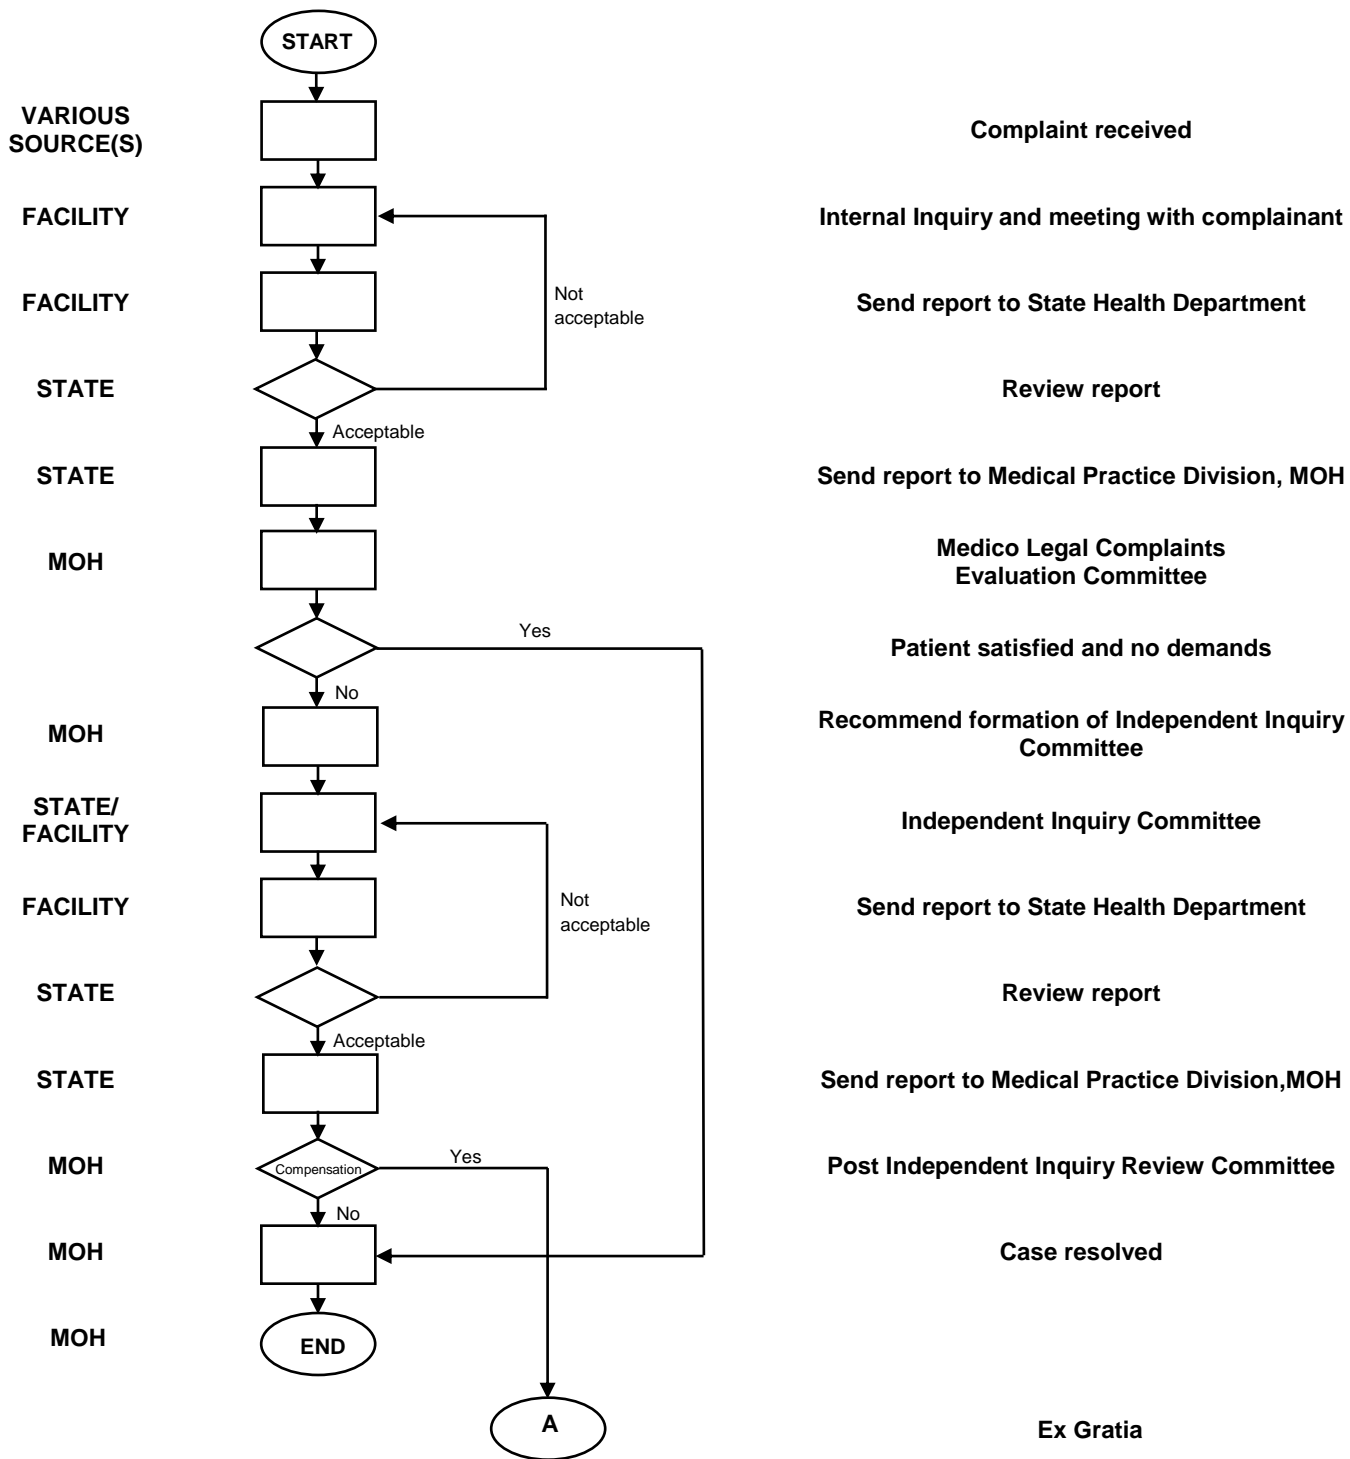 START
VARIOUS
SOURCE(S)
Complaint received
FACILITY
Internal Inquiry and meeting with complainant
Not
acceptable
FACILITY
Send report to State Health Department
STATE
Review report
Acceptable
STATE
Send report to Medical Practice Division, MOH
MOH
Medico Legal Complaints
Evaluation Committee
Yes
Patient satisfied and no demands
No
MOH
Recommend formation of Independent Inquiry
Committee
STATE/
FACILITY
Independent Inquiry Committee
Not
acceptable
FACILITY
Send report to State Health Department
STATE
Review report
Acceptable
STATE
Send report to Medical Practice Division,MOH
MOH
Compensation
Yes
Post Independent Inquiry Review Committee
No
MOH
Case resolved
MOH
END
A
Ex Gratia